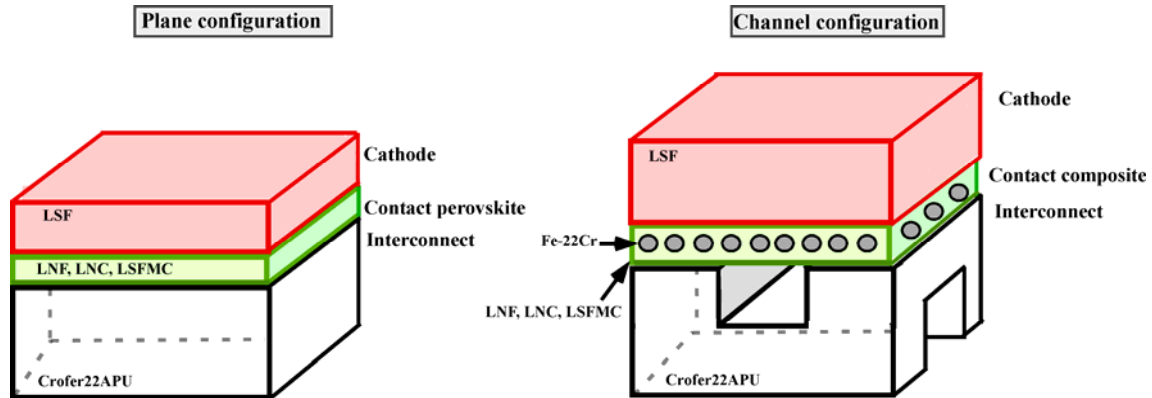 Plane configuration
Cathode
LSF
Contact perovskite
Interconnect
LNF, LNC, LSFMC
Crofer22APU
Channel configuration
Cathode
LSF
Contact composite
Interconnect
Fe-22Cr
LNF, LNC, LSFMC
Crofer22APU